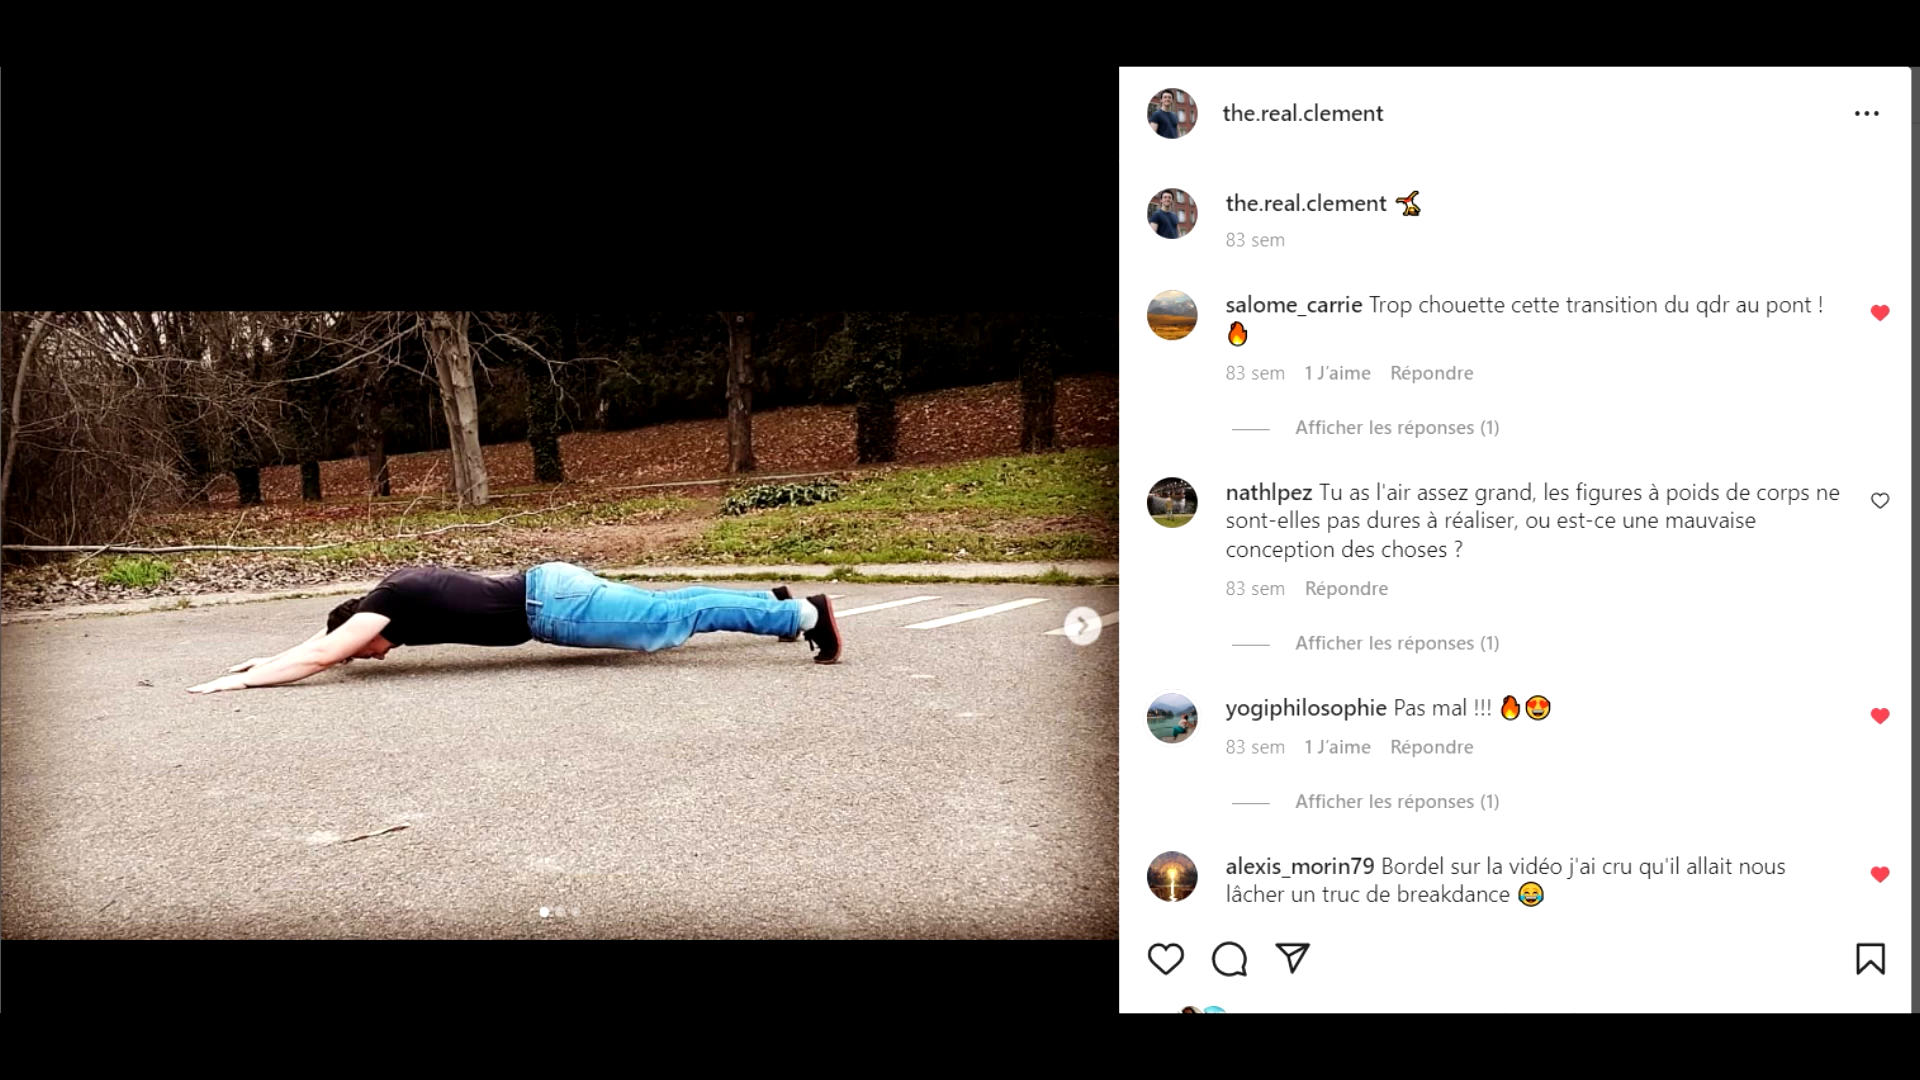 the.real.clement
the.real.clement 🤸
83 sem
salome_carrie Trop chouette cette transition du qdr au pont !
🔥
83 sem 1 J'aime Répondre
Afficher les réponses (1)
nathlpez Tu as l'air assez grand, les figures à poids de corps ne
sont-elles pas dures à réaliser, ou est-ce une mauvaise
conception des choses ?
83 sem Répondre
Afficher les réponses (1)
yogiphilosophie Pas mal !!! 🔥😍
83 sem 1 J'aime Répondre
Afficher les réponses (1)
alexis_morin79 Bordel sur la vidéo j'ai cru qu'il allait nous
lâcher un truc de breakdance 😂